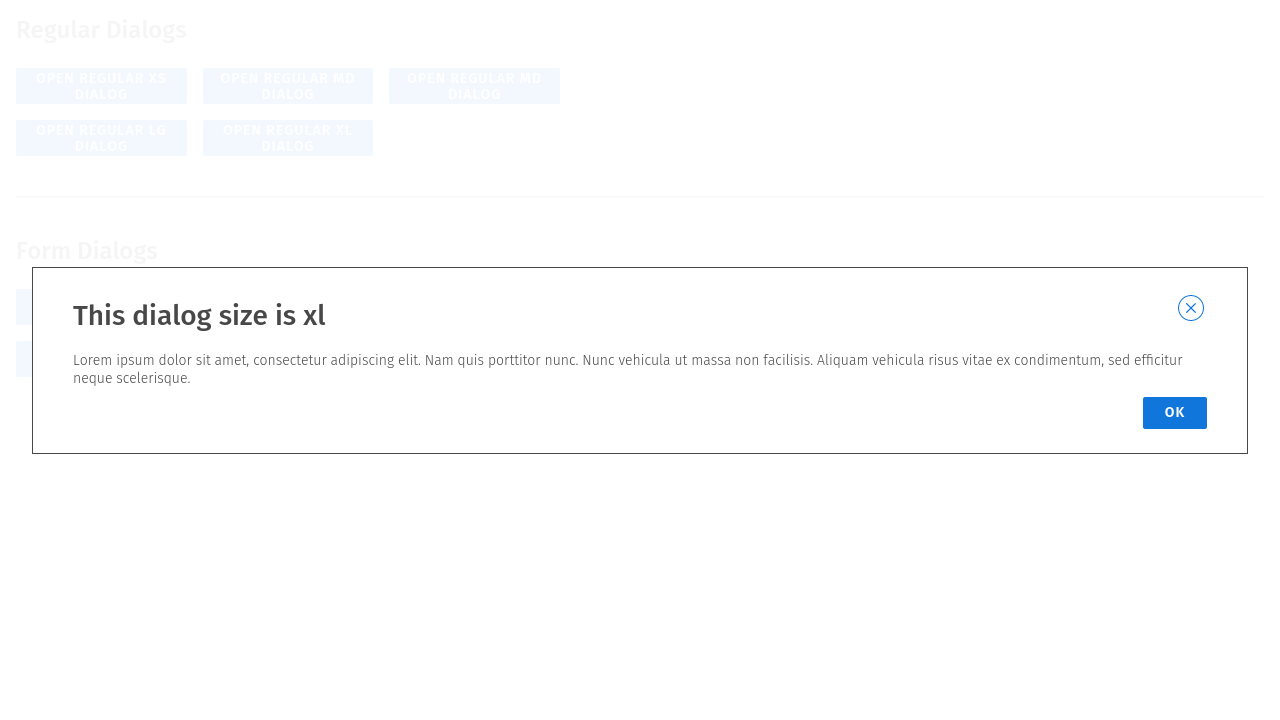 Regular Dialogs
OPEN REGULAR XS
DIALOG
OPEN REGULAR MD
DIALOG
OPEN REGULAR MD
DIALOG
OPEN REGULAR LG
DIALOG
OPEN REGULAR XL
DIALOG
Form Dialogs
This dialog size is xl
Lorem ipsum dolor sit amet, consectetur adipiscing elit. Nam quis porttitor nunc. Nunc vehicula ut massa non facilisis. Aliquam vehicula risus vitae ex condimentum, sed efficitur
neque scelerisque.
OK